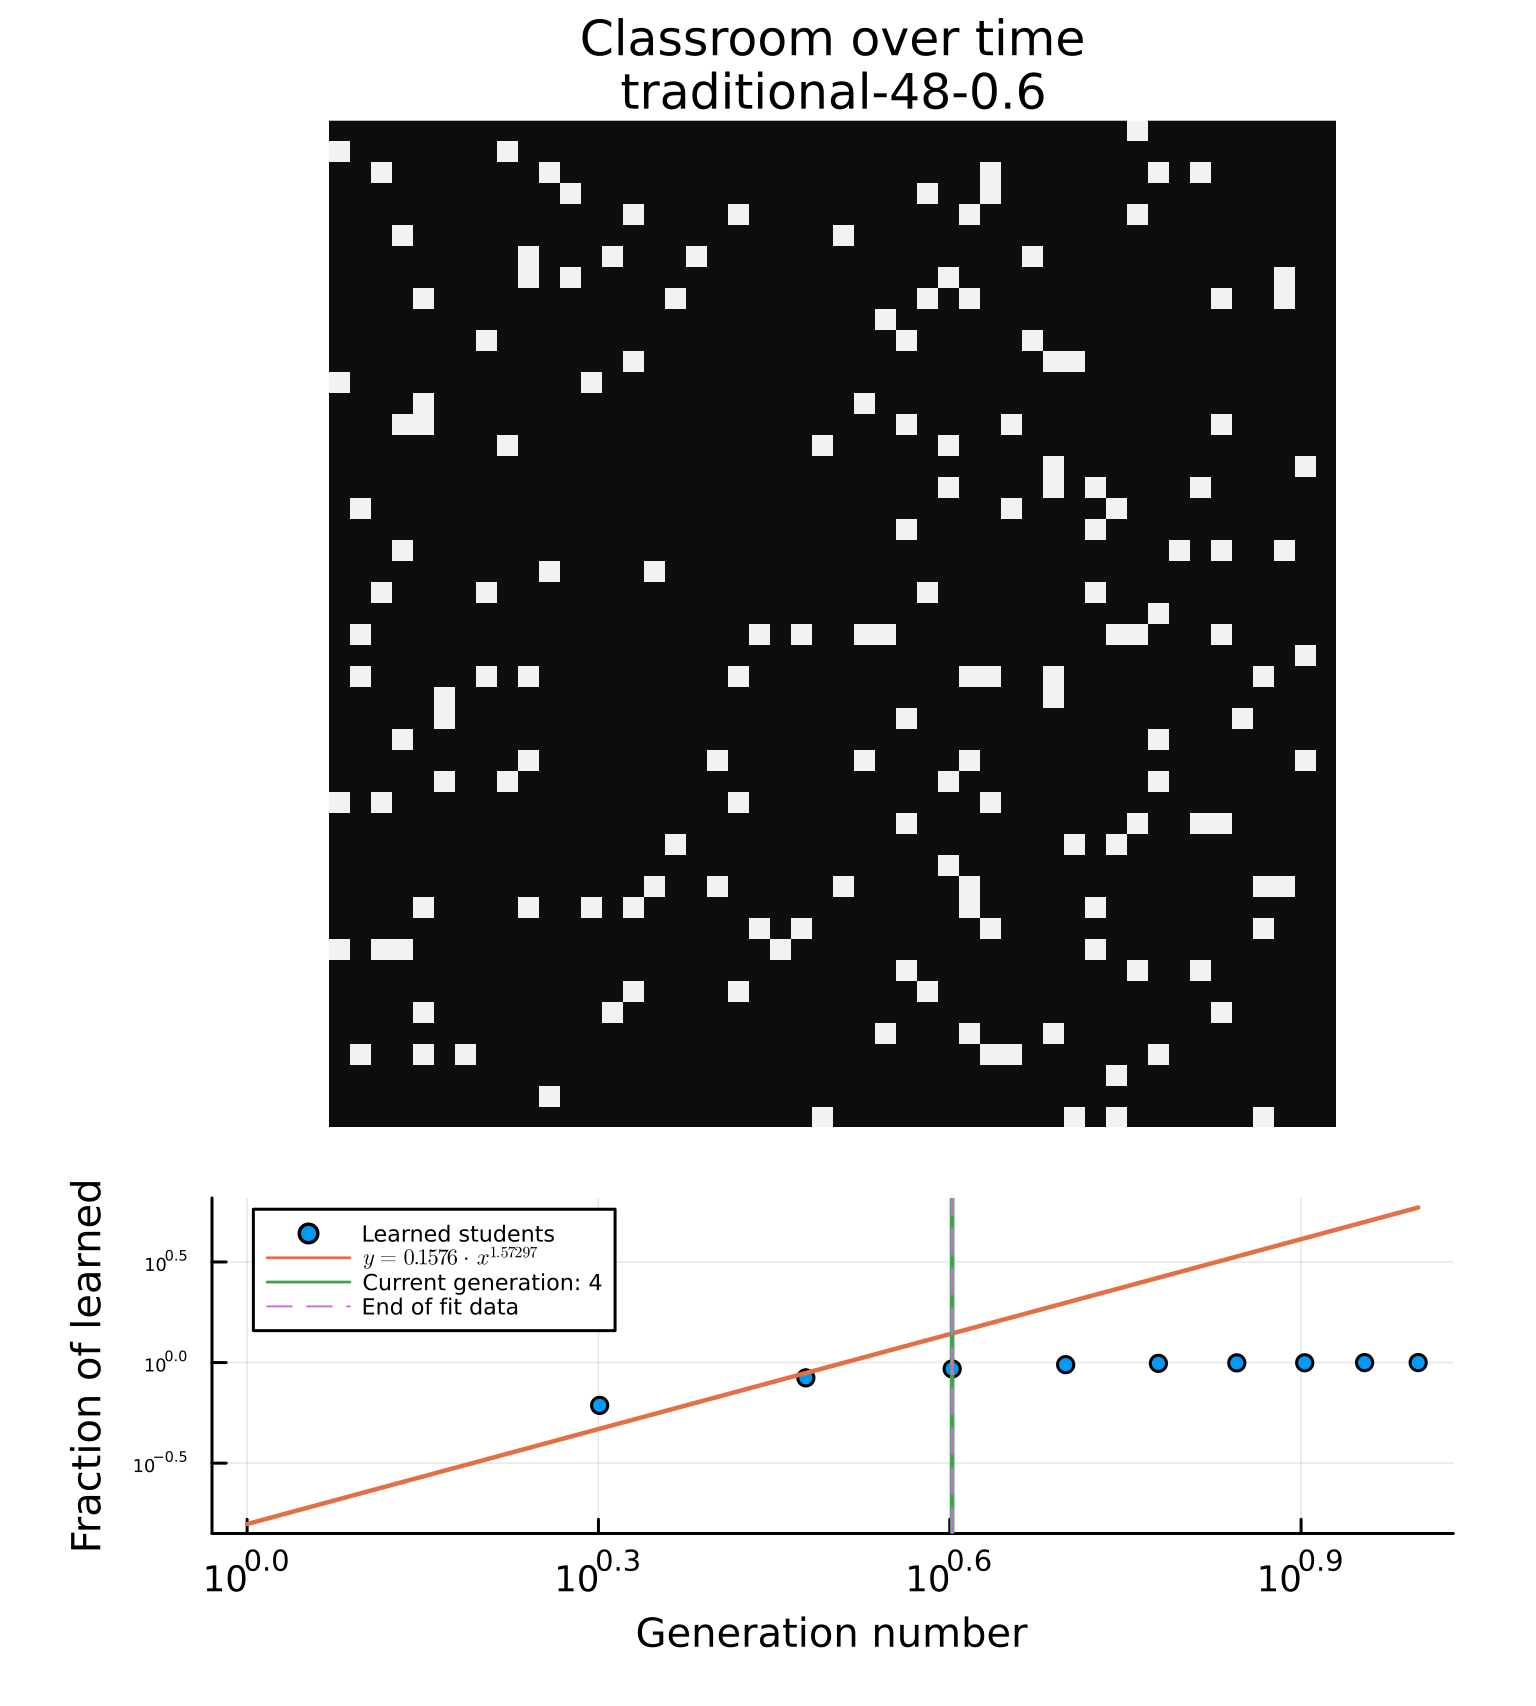 Classroom over time
traditional-48-0.6
Fraction of learned
Learned students
y = 0.1576 · x^1.57297
Current generation: 4
End of fit data
10^0.5
10^0.0
10^−0.5
10^0.0 10^0.3 10^0.6 10^0.9
Generation number